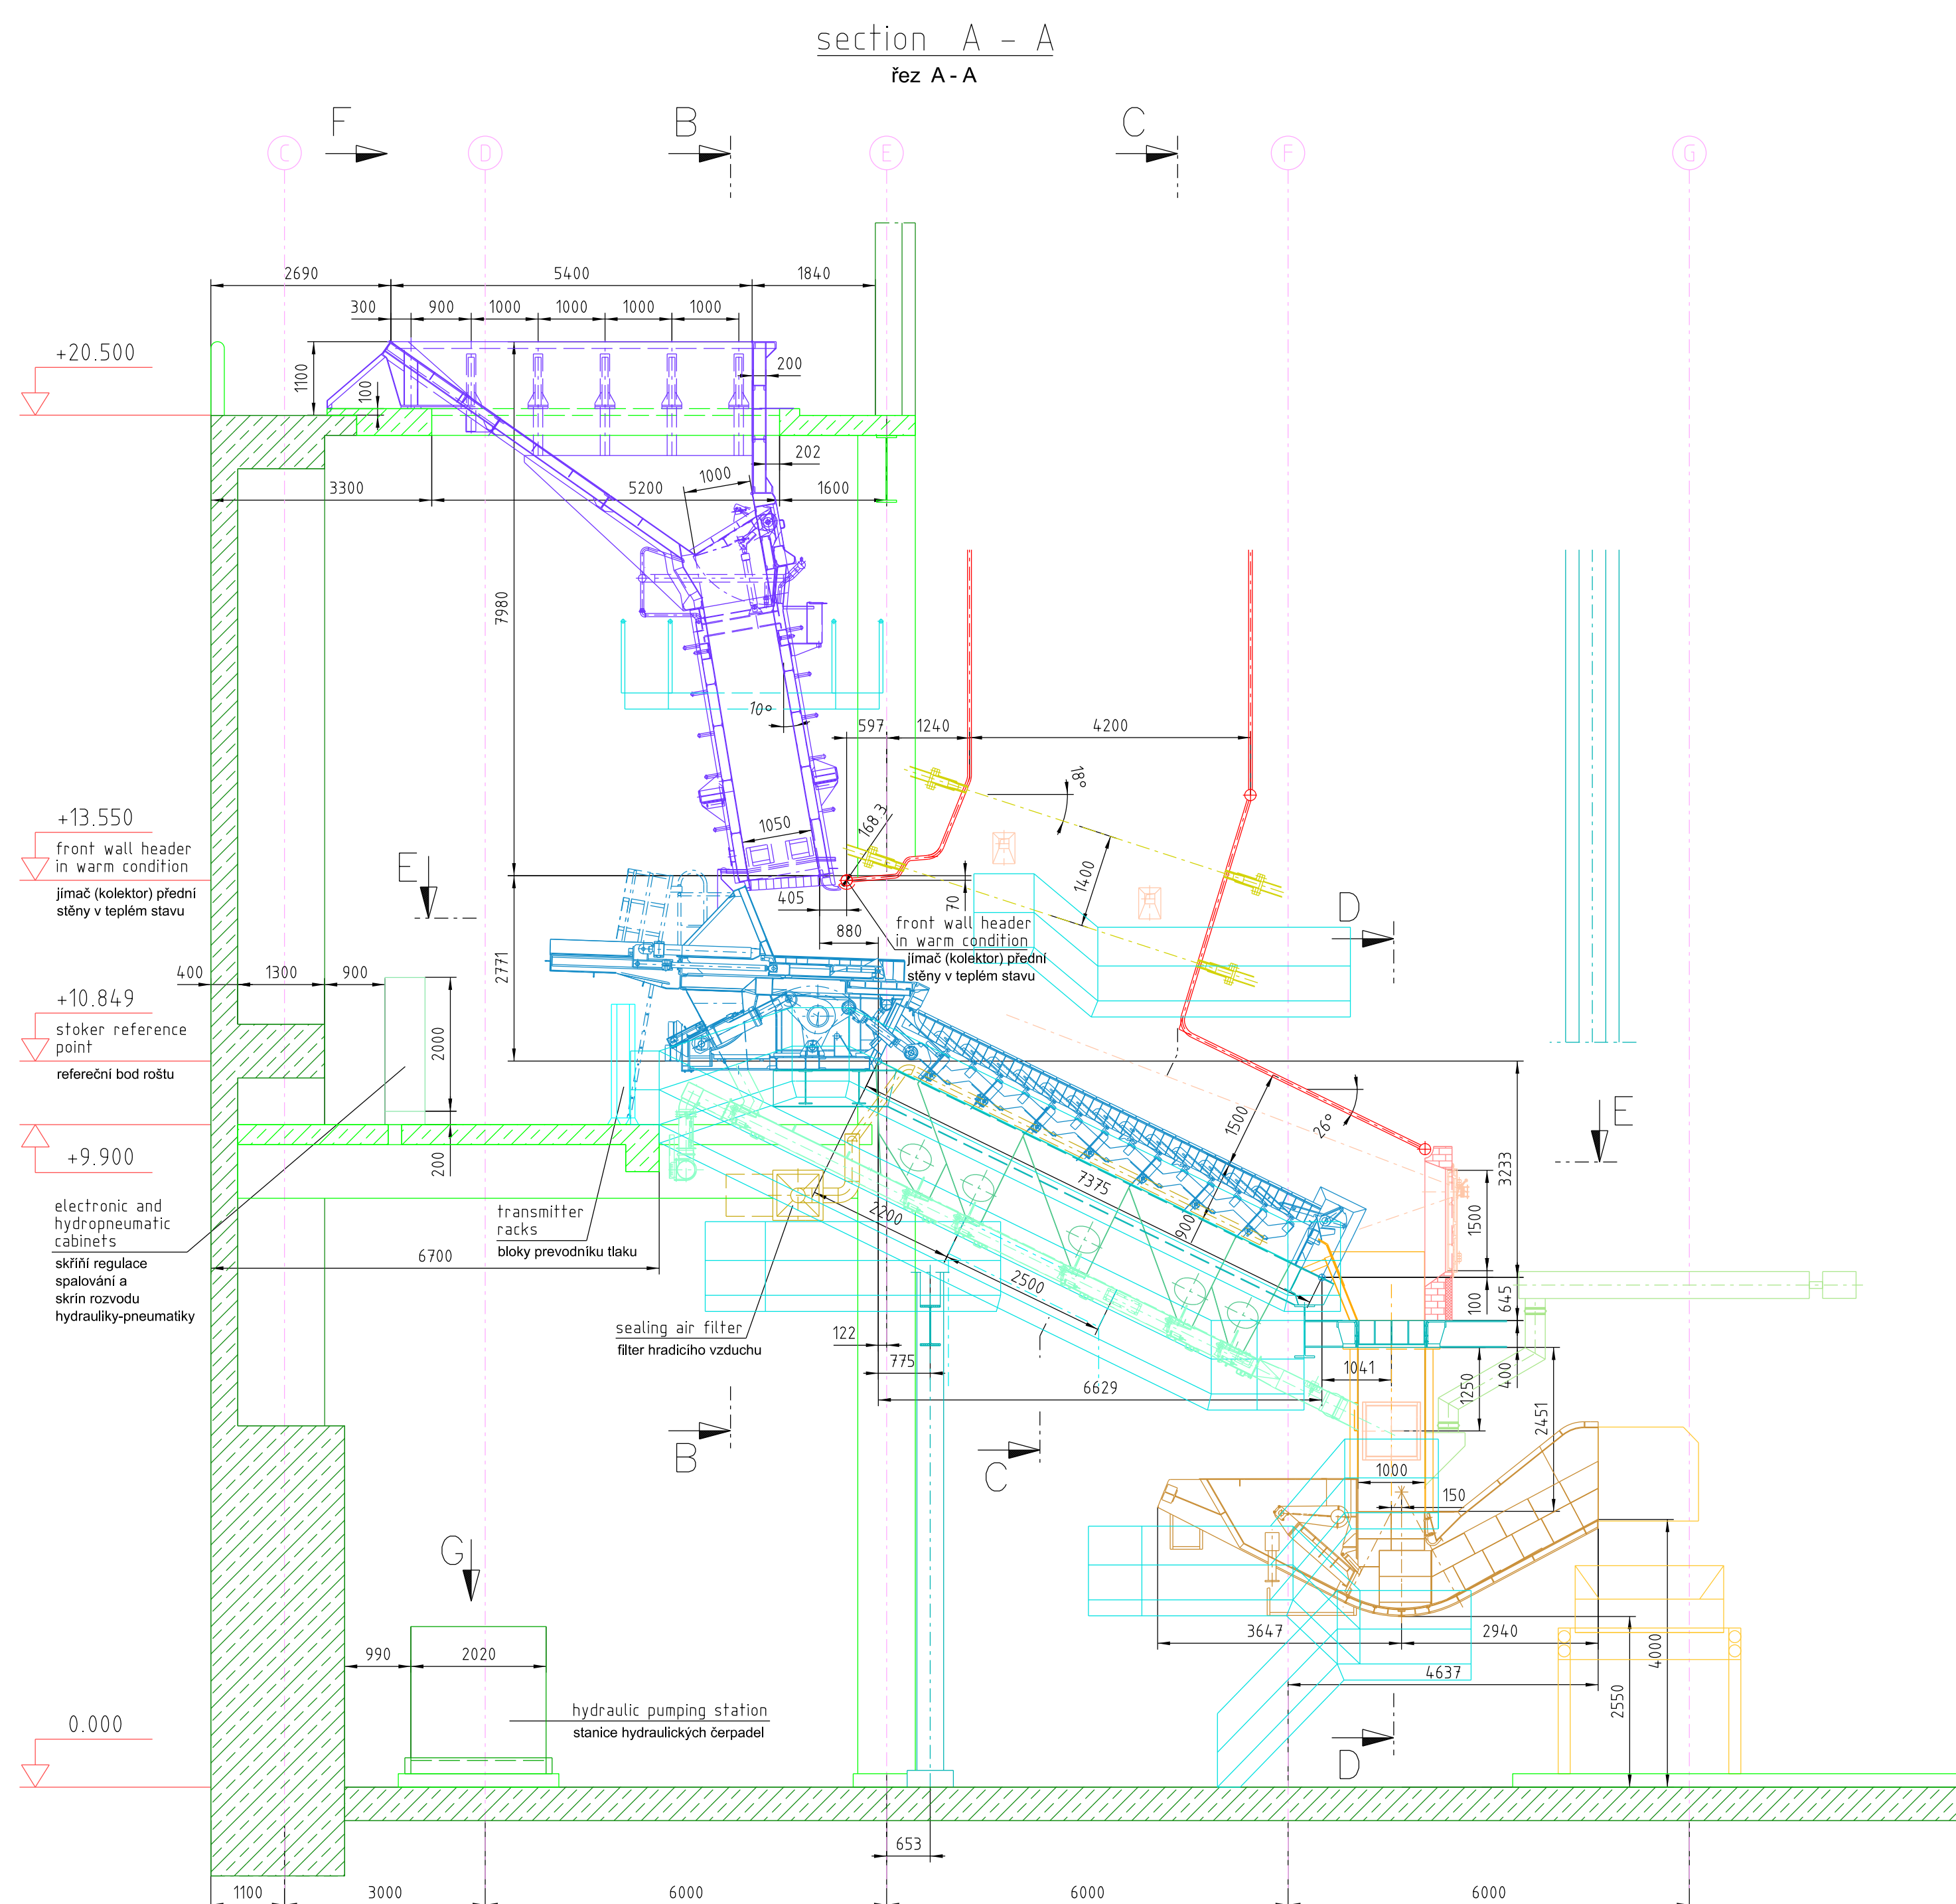 section A - A
řez A - A
F
B
C
C
D
E
F
G
2690
5400
1840
300
900
1000
1000
1000
1000
+20.500
1100
100
200
202
1000
3300
5200
1600
7980
10°
597
1240
4200
18°
+13.550
front wall header
in warm condition
jímač (kolektor) přední
stěny v teplém stavu
E
1050
168.3
1400
70
405
880
front wall header
in warm condition
jímač (kolektor) přední
stěny v teplém stavu
D
2771
400
1300
900
+10.849
stoker reference
point
refereční bod roštu
2000
200
+9.900
1500
26°
E
3233
7375
2200
900
2500
1500
100
645
400
electronic and
hydropneumatic
cabinets
skříňí regulace
spalování a
skrin rozvodu
hydrauliky-pneumatiky
transmitter
racks
bloky prevodníku tlaku
6700
sealing air filter
filter hradicího vzduchu
122
775
6629
1041
1250
2451
B
C
1000
150
G
3647
2940
4637
4000
2550
990
2020
hydraulic pumping station
stanice hydraulických čerpadel
0.000
D
653
1100
3000
6000
6000
6000